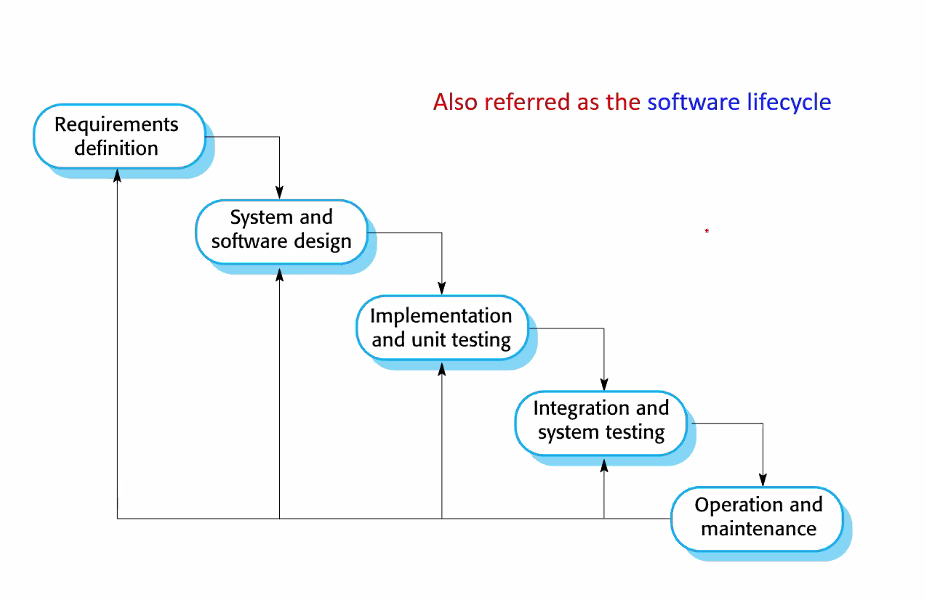 Also referred as the software lifecycle
Requirements
definition
System and
software design
Implementation
and unit testing
Integration and
system testing
Operation and
maintenance